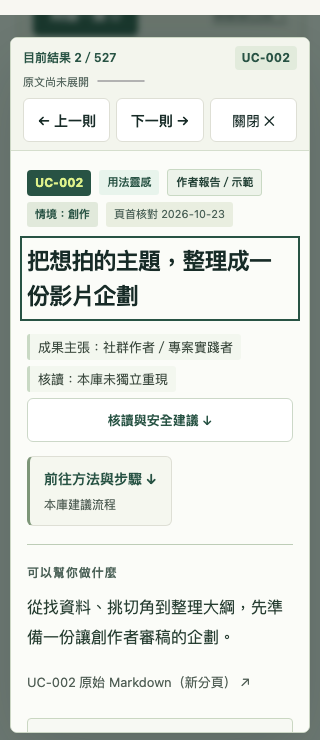 目前結果 2 / 527
UC-002
原文尚未展開
← 上一則
下一則 →
關閉 ×
UC-002
用法靈感
作者報告 / 示範
情境：創作
頁首核對 2026-10-23
把想拍的主題，整理成一
份影片企劃
成果主張：社群作者 / 專案實踐者
核讀：本庫未獨立重現
核讀與安全建議 ↓
前往方法與步驟 ↓
本庫建議流程
可以幫你做什麼
從找資料、挑切角到整理大綱，先準
備一份讓創作者審稿的企劃。
UC-002 原始 Markdown（新分頁） ↗